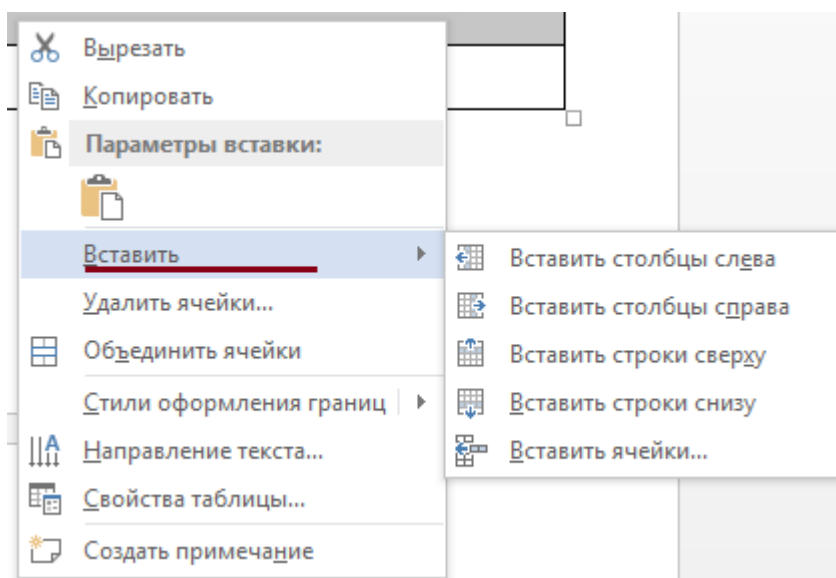 Вырезать
Копировать
Параметры вставки:
Вставить
Удалить ячейки...
Объединить ячейки
Стили оформления границ
Направление текста...
Свойства таблицы...
Создать примечание
Вставить столбцы слева
Вставить столбцы справа
Вставить строки сверху
Вставить строки снизу
Вставить ячейки...